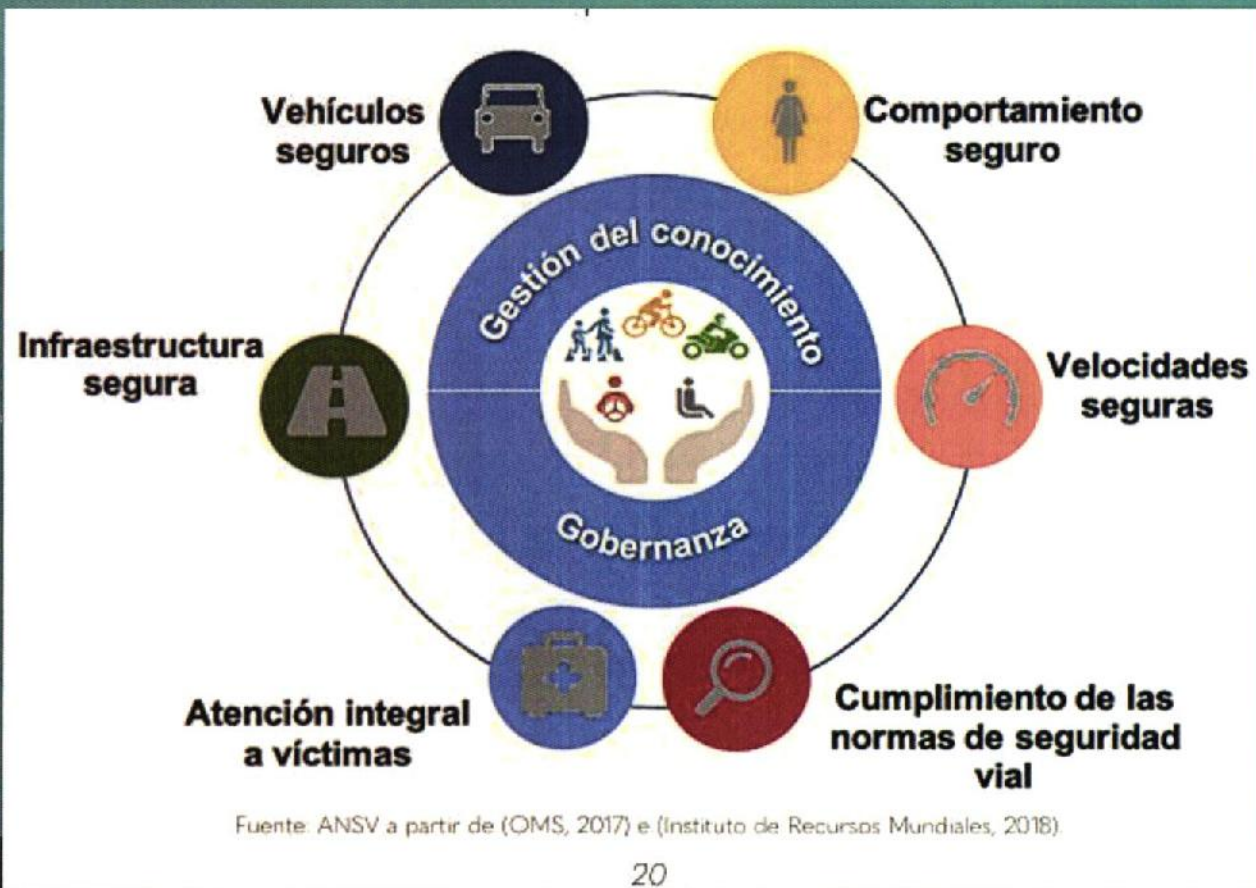 Vehículos
seguros
Comportamiento
seguro
Gestión del conocimiento
Infraestructura
segura
Velocidades
seguras
Gobernanza
Atención integral
a víctimas
Cumplimiento de las
normas de seguridad
vial
Fuente: ANSV a partir de (OMS, 2017) e (Instituto de Recursos Mundiales, 2018).
20